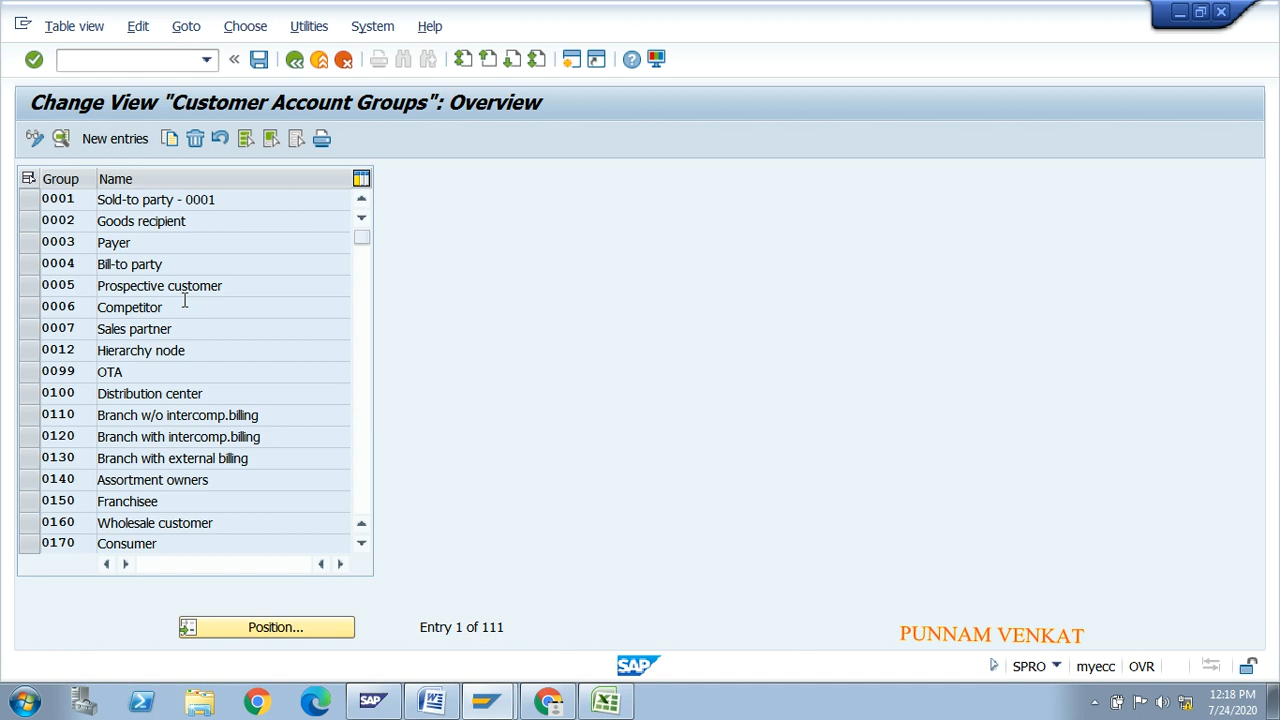 Table view Edit Goto Choose Utilities System Help
Change View "Customer Account Groups": Overview
New entries
Group Name
0001 Sold-to party - 0001
0002 Goods recipient
0003 Payer
0004 Bill-to party
0005 Prospective customer
0006 Competitor
0007 Sales partner
0012 Hierarchy node
0099 OTA
0100 Distribution center
0110 Branch w/o intercomp.billing
0120 Branch with intercomp.billing
0130 Branch with external billing
0140 Assortment owners
0150 Franchisee
0160 Wholesale customer
0170 Consumer
Position... Entry 1 of 111
PUNNAM VENKAT
SAP SPRO myecc OVR
SAP 12:18 PM
7/24/2020